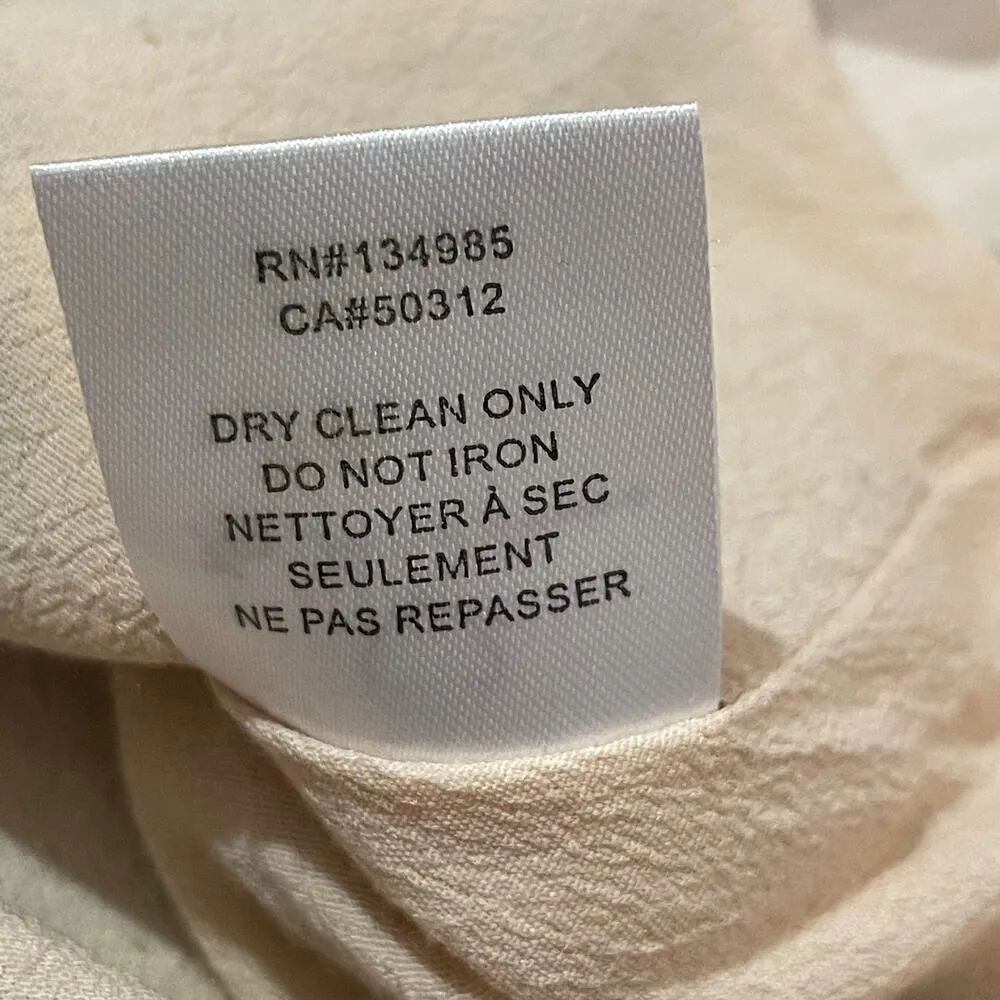 RN#134985
CA#50312
DRY CLEAN ONLY
DO NOT IRON
NETTOYER À SEC
SEULEMENT
NE PAS REPASSER